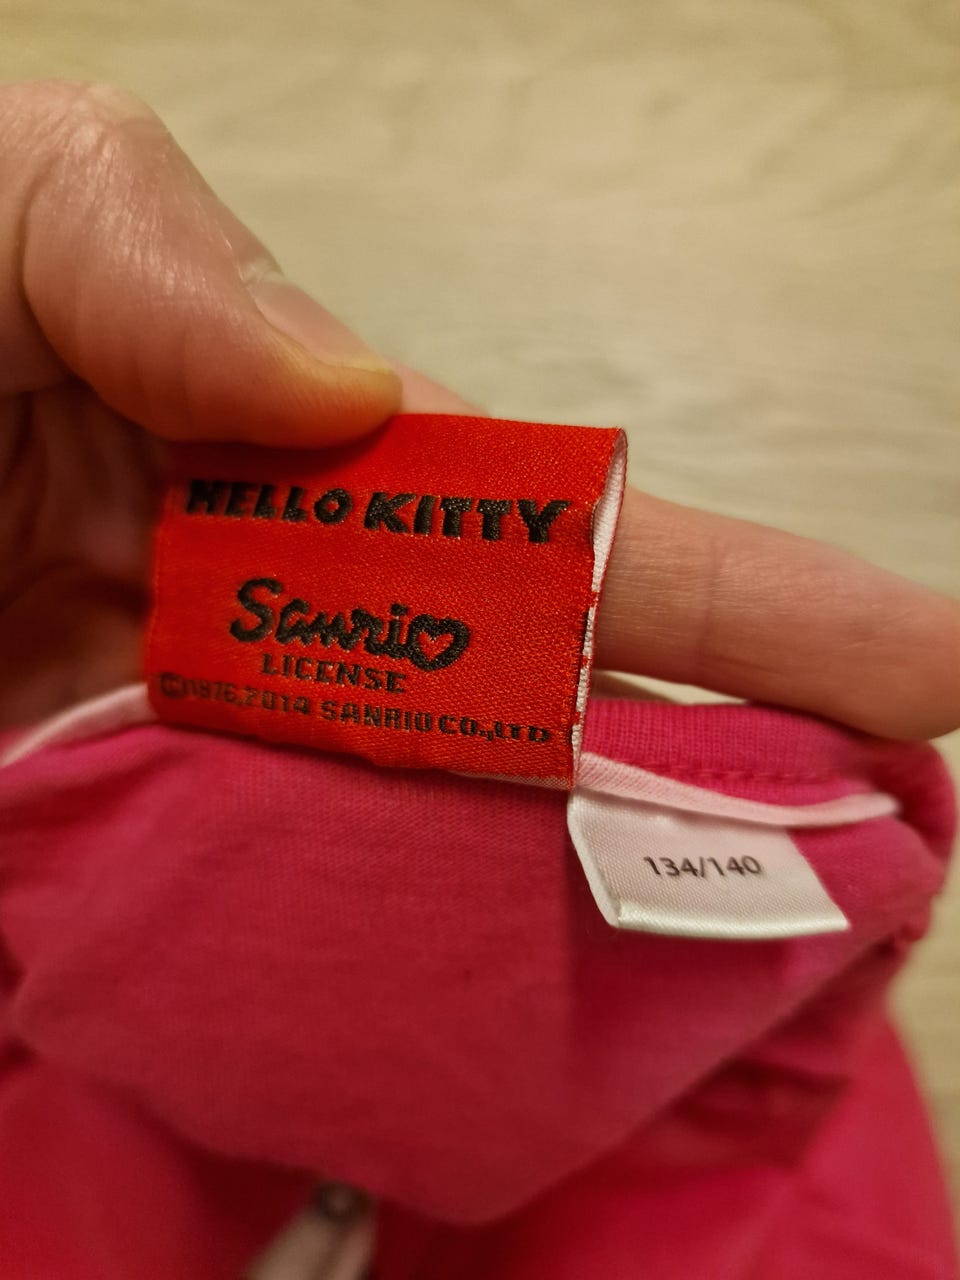 HELLO KITTY
Sanrio
LICENSE
©1976,2014 SANRIO CO.,LTD
134/140